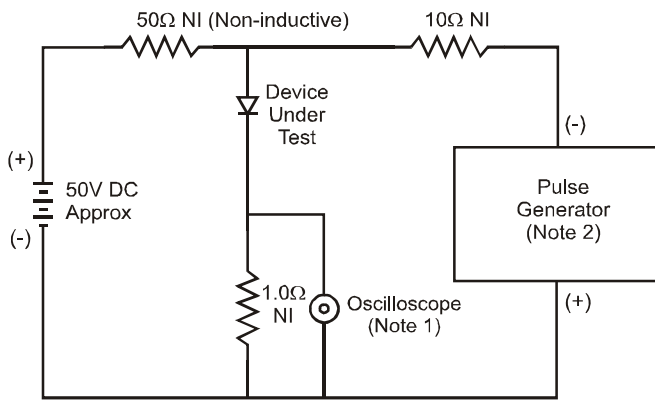 50Ω NI (Non-inductive)
10Ω NI
Device
Under
Test
(-)
(+)
50V DC
Approx
(-)
Pulse
Generator
(Note 2)
1.0Ω
NI
Oscilloscope
(Note 1)
(+)